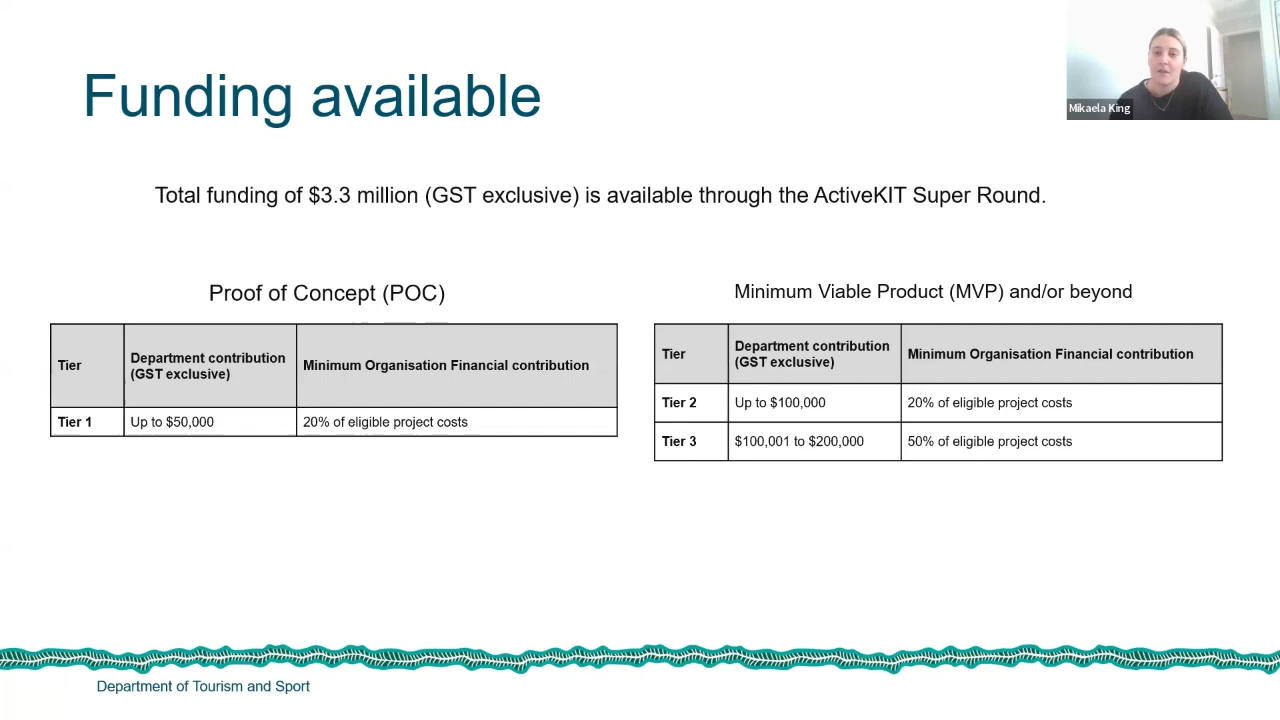 Funding available
Mikaela King
Total funding of $3.3 million (GST exclusive) is available through the ActiveKIT Super Round.
Proof of Concept (POC)
Tier
Department contribution
(GST exclusive)
Minimum Organisation Financial contribution
Tier 1
Up to $50,000
20% of eligible project costs
Minimum Viable Product (MVP) and/or beyond
Tier
Department contribution
(GST exclusive)
Minimum Organisation Financial contribution
Tier 2
Up to $100,000
20% of eligible project costs
Tier 3
$100,001 to $200,000
50% of eligible project costs
Department of Tourism and Sport